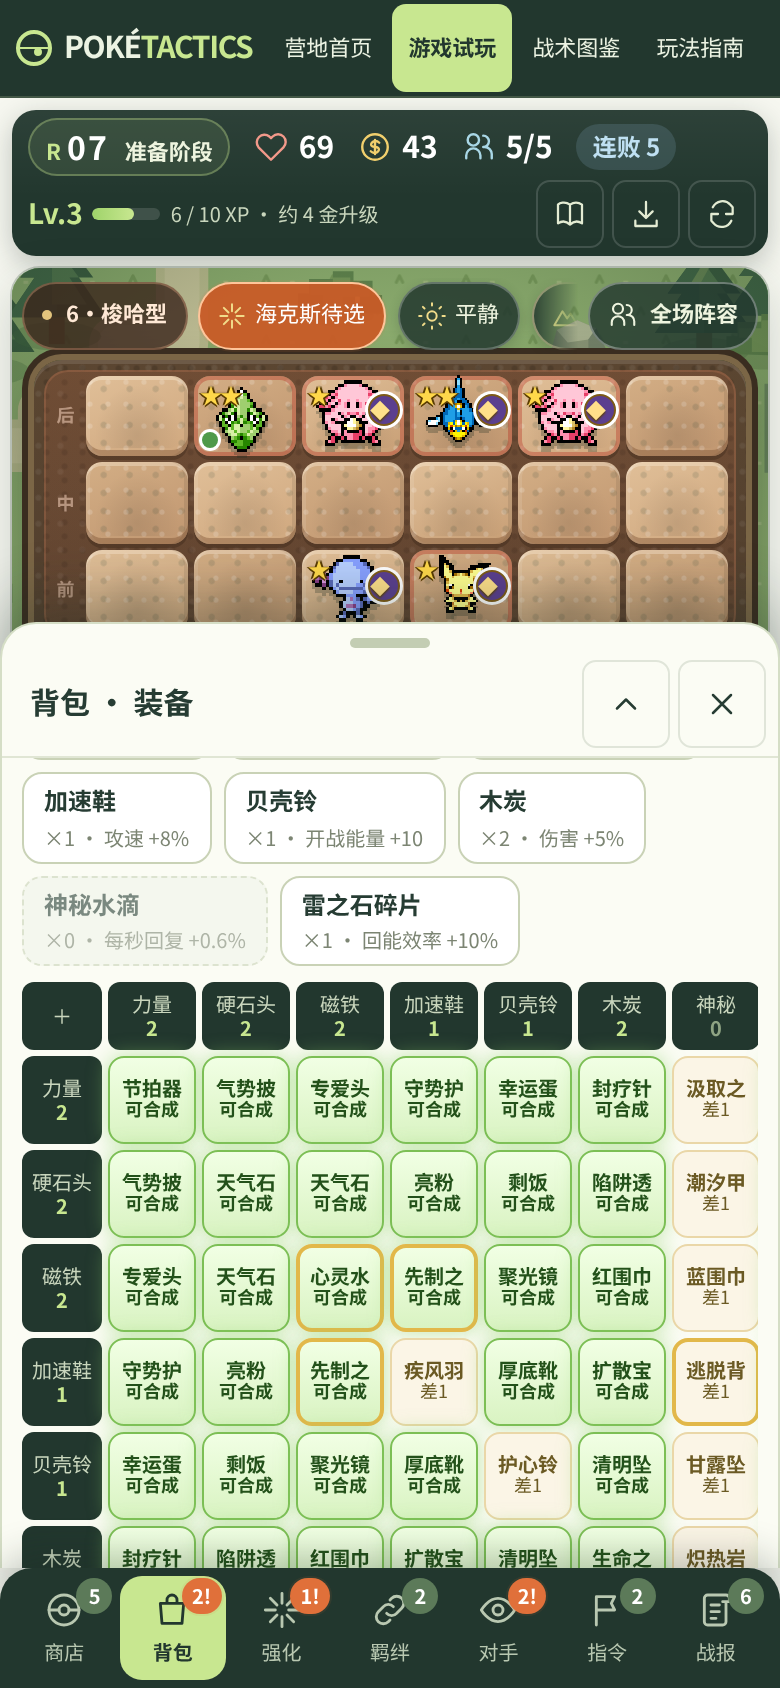 POKÉTACTICS 营地首页 游戏试玩 战术图鉴 玩法指南
R 07 准备阶段 69 43 5/5 连败 5
Lv.3 6 / 10 XP · 约 4 金升级
6 · 梭哈型 海克斯待选 平静 全场阵容
后
中
前
背包 · 装备
加速鞋 贝壳铃 木炭
×1 · 攻速 +8% ×1 · 开战能量 +10 ×2 · 伤害 +5%
神秘水滴 雷之石碎片
×0 · 每秒回复 +0.6% ×1 · 回能效率 +10%
+ 力量 硬石头 磁铁 加速鞋 贝壳铃 木炭 神秘
2 2 2 1 1 2 0
力量 节拍器 气势披 专爱头 守势护 幸运蛋 封疗针 汲取之
2 可合成 可合成 可合成 可合成 可合成 可合成 差1
硬石头 气势披 天气石 天气石 亮粉 剩饭 陷阱透 潮汐甲
2 可合成 可合成 可合成 可合成 可合成 可合成 差1
磁铁 专爱头 天气石 心灵水 先制之 聚光镜 红围巾 蓝围巾
2 可合成 可合成 可合成 可合成 可合成 可合成 差1
加速鞋 守势护 亮粉 先制之 疾风羽 厚底靴 扩散宝 逃脱背
1 可合成 可合成 可合成 差1 可合成 可合成 差1
贝壳铃 幸运蛋 剩饭 聚光镜 厚底靴 护心铃 清明坠 甘露坠
1 可合成 可合成 可合成 可合成 差1 可合成 差1
木炭 封疗针 陷阱透 红围巾 扩散宝 清明坠 生命之 炽热岩
5 2! 1! 2 2! 2 6
商店 背包 强化 羁绊 对手 指令 战报